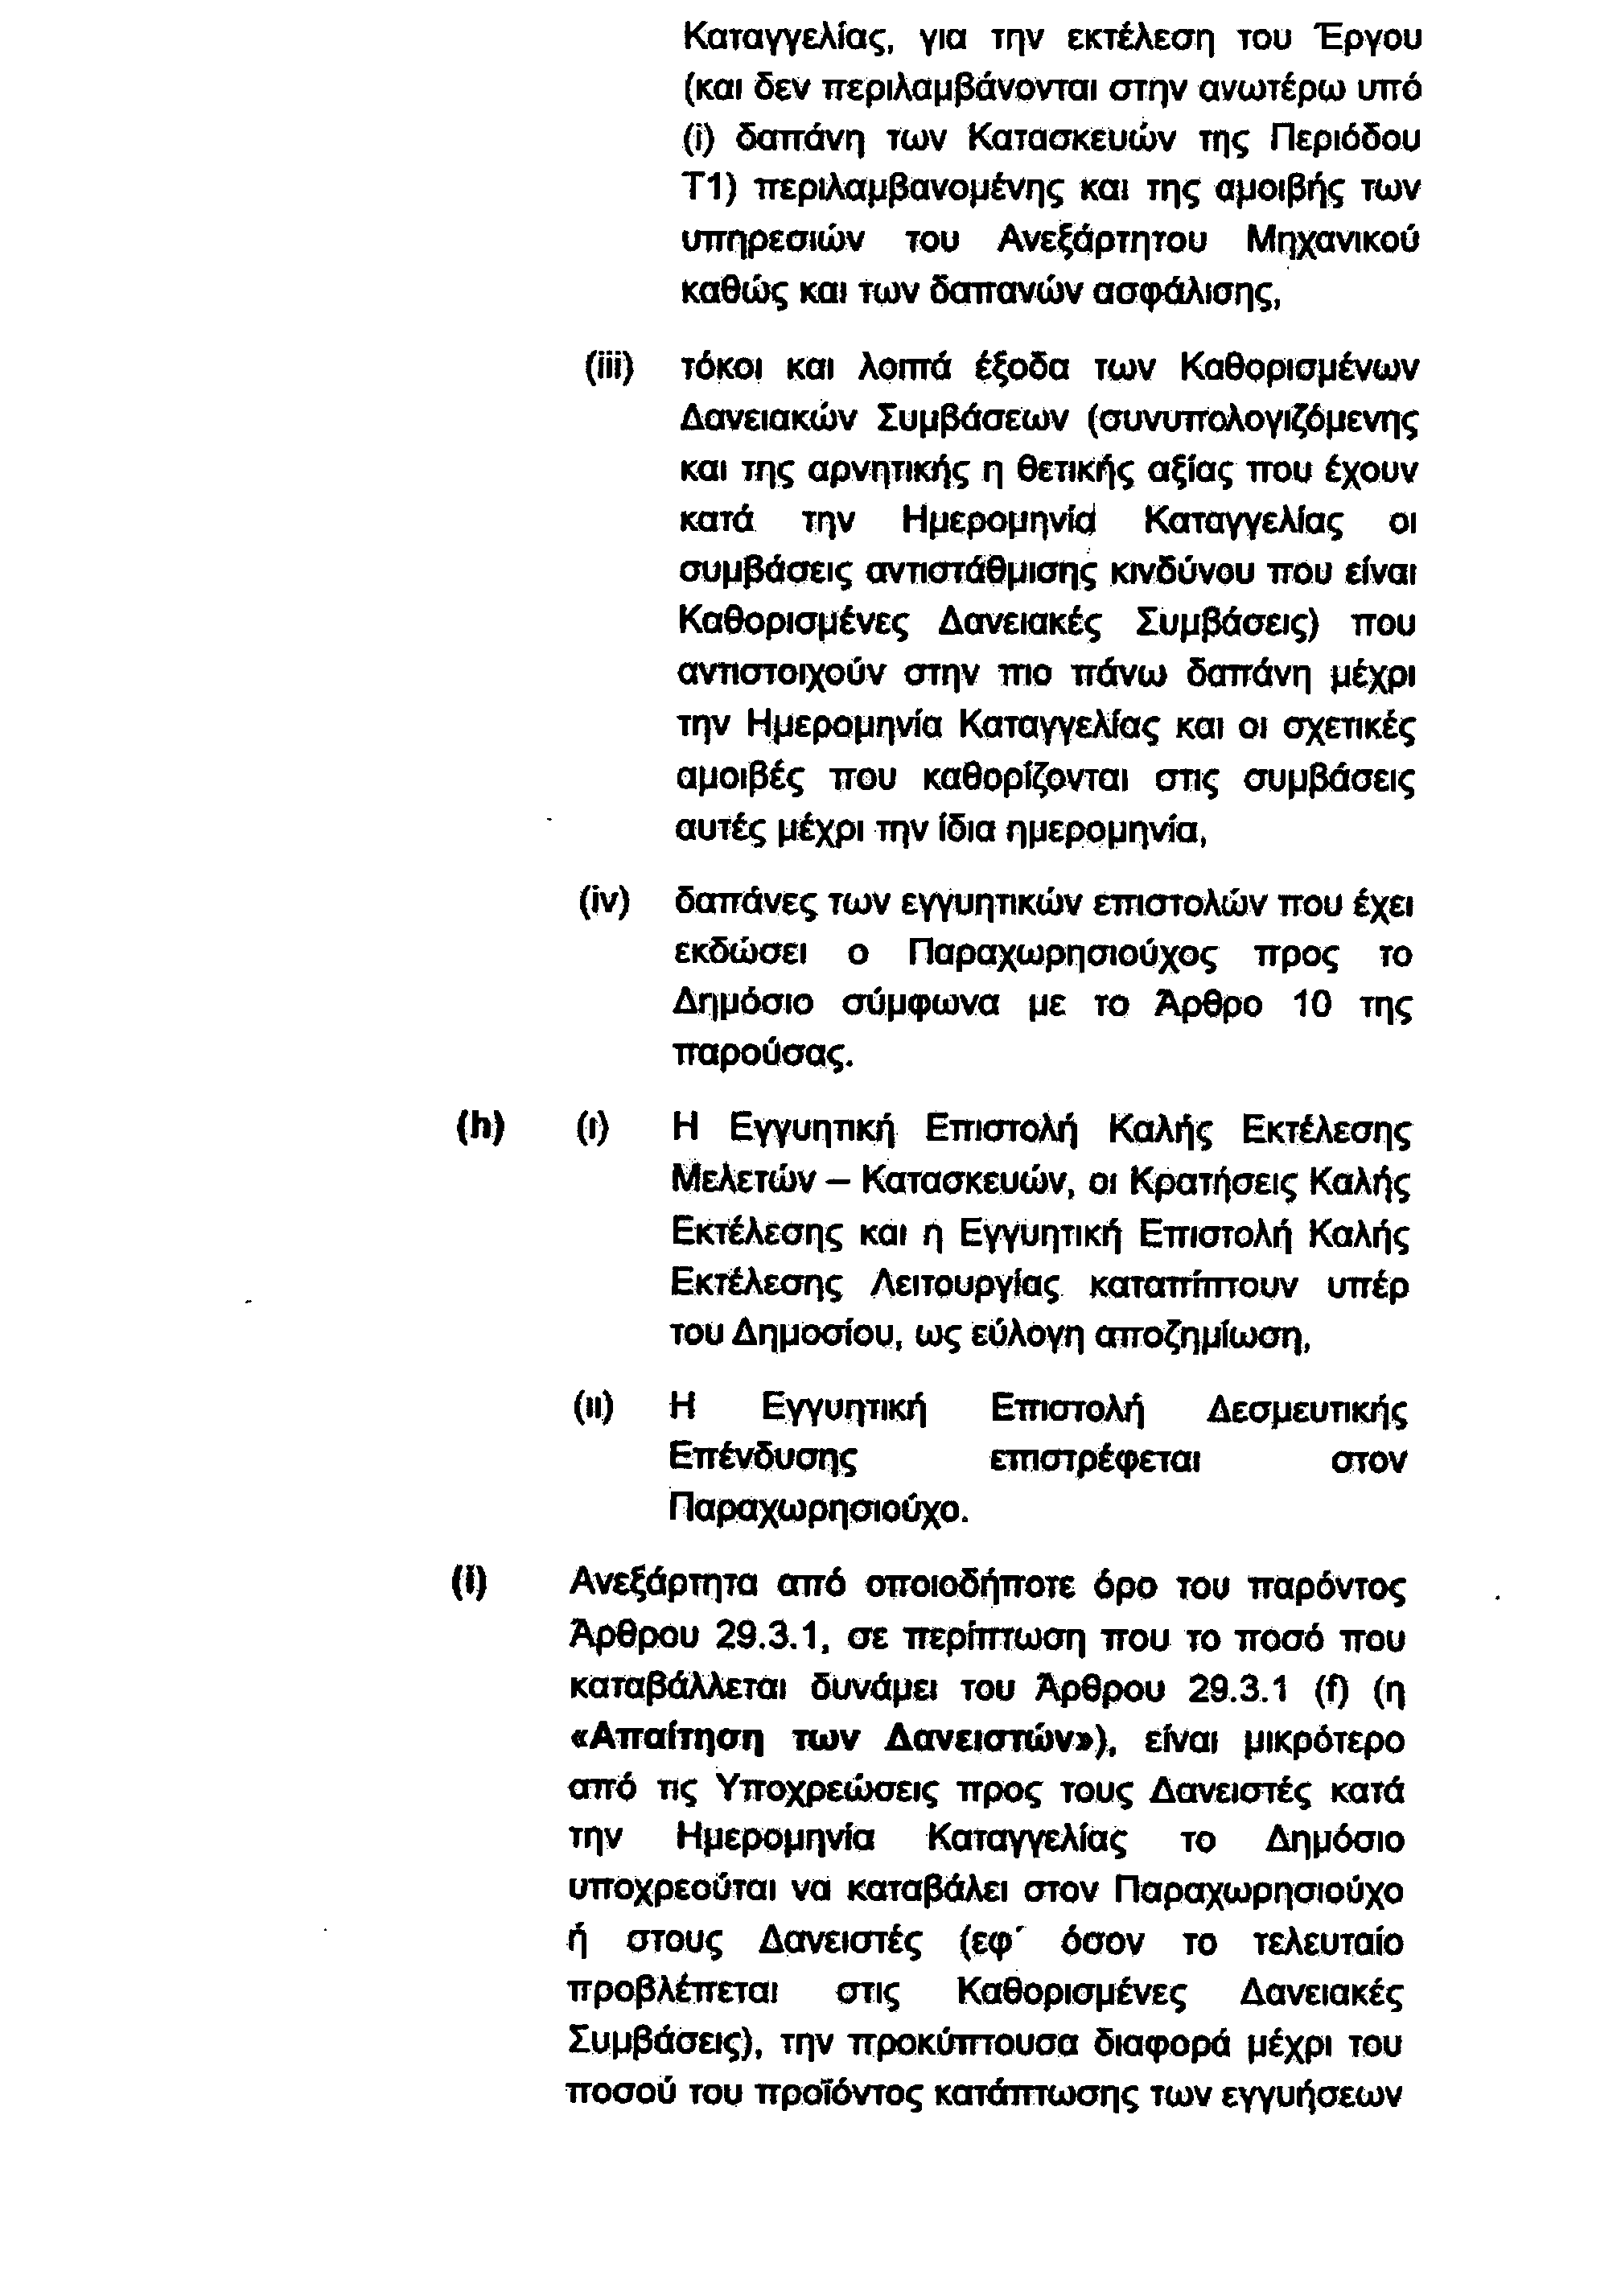 Καταγγελίας, για την εκτέλεση του Έργου
(και δεν περιλαμβάνονται στην ανωτέρω υπό
(i) δαπάνη των Κατασκευών της Περιόδου
Τ1) περιλαμβανομένης και της αμοιβής των
υπηρεσιών του Ανεξάρτητου Μηχανικού
καθώς και των δαπανών ασφάλισης,
(iii) τόκοι και λοιπά έξοδα των Καθορισμένων
Δανειακών Συμβάσεων (συνυπολογιζόμενης
και της αρνητικής η θετικής αξίας που έχουν
κατά την Ημερομηνία Καταγγελίας οι
συμβάσεις αντιστάθμισης κινδύνου που είναι
Καθορισμένες Δανειακές Συμβάσεις) που
αντιστοιχούν στην πιο πάνω δαπάνη μέχρι
την Ημερομηνία Καταγγελίας και οι σχετικές
αμοιβές που καθορίζονται στις συμβάσεις
αυτές μέχρι την ίδια ημερομηνία,
(iv) δαπάνες των εγγυητικών επιστολών που έχει
εκδώσει ο Παραχωρησιούχος προς το
Δημόσιο σύμφωνα με το Άρθρο 10 της
παρούσας.
(h) (ι) Η Εγγυητική Επιστολή Καλής Εκτέλεσης
Μελετών – Κατασκευών, οι Κρατήσεις Καλής
Εκτέλεσης και η Εγγυητική Επιστολή Καλής
Εκτέλεσης Λειτουργίας καταπίπτουν υπέρ
του Δημοσίου, ως εύλογη αποζημίωση,
(ιι) Η Εγγυητική Επιστολή Δεσμευτικής
Επένδυσης επιστρέφεται στον
Παραχωρησιούχο.
(i) Ανεξάρτητα από οποιοδήποτε όρο του παρόντος
Άρθρου 29.3.1, σε περίπτωση που το ποσό που
καταβάλλεται δυνάμει του Άρθρου 29.3.1 (f) (η
«Απαίτηση των Δανειστών»), είναι μικρότερο
από τις Υποχρεώσεις προς τους Δανειστές κατά
την Ημερομηνία Καταγγελίας το Δημόσιο
υποχρεούται να καταβάλει στον Παραχωρησιούχο
ή στους Δανειστές (εφ΄ όσον το τελευταίο
προβλέπεται στις Καθορισμένες Δανειακές
Συμβάσεις), την προκύπτουσα διαφορά μέχρι του
ποσού του προϊόντος κατάπτωσης των εγγυήσεων